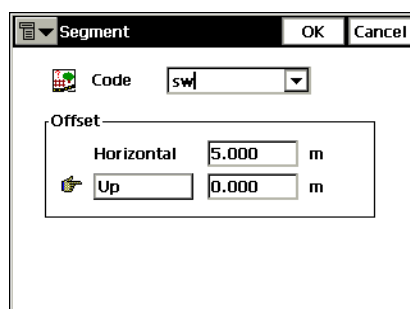 Segment OK Cancel
Code sw
Offset
Horizontal 5.000 m
Up 0.000 m